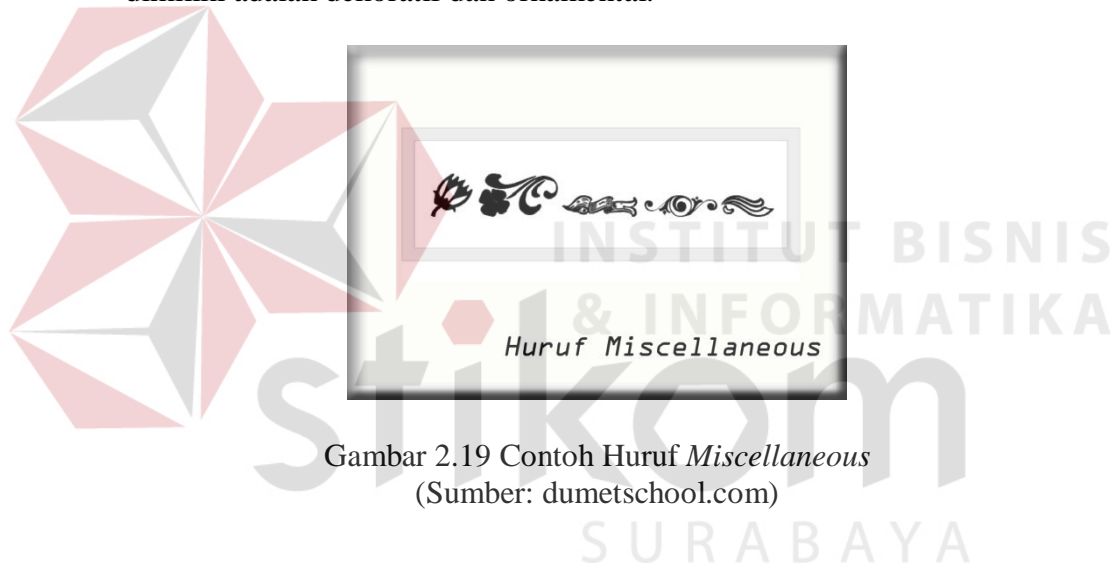 dimiliki adalah dekoratif dan ornamental.
Huruf Miscellaneous
INSTITUT BISNIS
& INFORMATIKA
stikom
SURABAYA
Gambar 2.19 Contoh Huruf Miscellaneous
(Sumber: dumetschool.com)